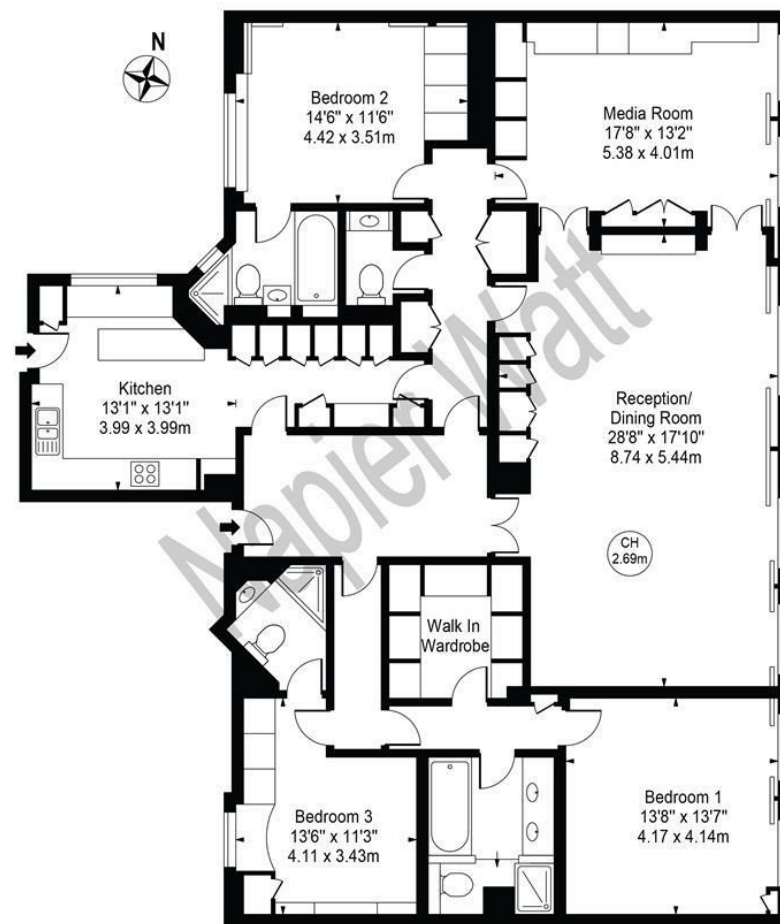 N
Bedroom 2
14'6" x 11'6"
4.42 x 3.51m
Media Room
17'8" x 13'2"
5.38 x 4.01m
Kitchen
13'1" x 13'1"
3.99 x 3.99m
Reception/
Dining Room
28'8" x 17'10"
8.74 x 5.44m
CH
2.69m
Walk In
Wardrobe
Bedroom 3
13'6" x 11'3"
4.11 x 3.43m
Bedroom 1
13'8" x 13'7"
4.17 x 4.14m
Napier Watt